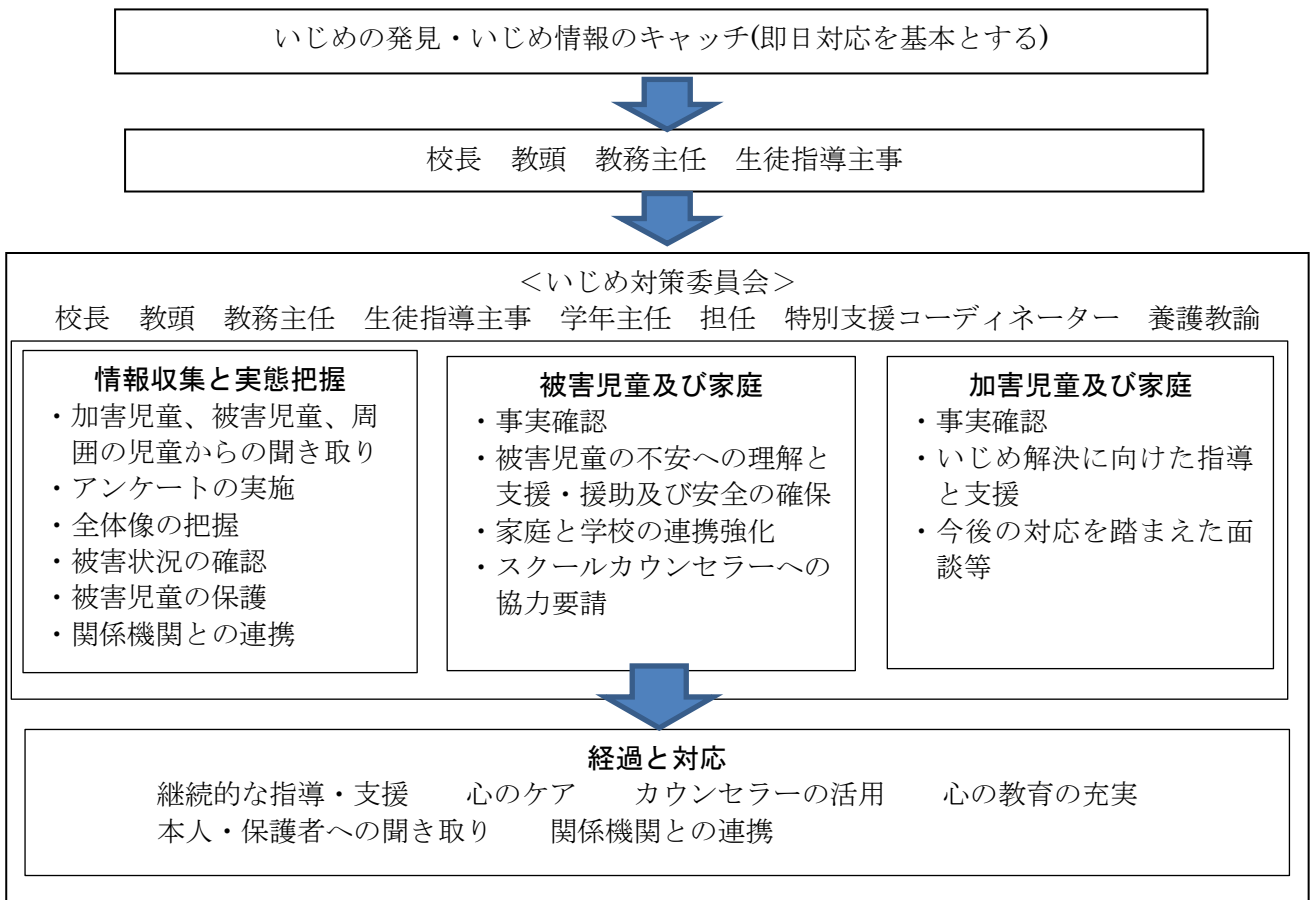 いじめの発見・いじめ情報のキャッチ(即日対応を基本とする)
校長　教頭　教務主任　生徒指導主事
＜いじめ対策委員会＞
校長　教頭　教務主任　生徒指導主事　学年主任　担任　特別支援コーディネーター　養護教諭
情報収集と実態把握
・加害児童、被害児童、周
囲の児童からの聞き取り
・アンケートの実施
・全体像の把握
・被害状況の確認
・被害児童の保護
・関係機関との連携
被害児童及び家庭
・事実確認
・被害児童の不安への理解と
支援・援助及び安全の確保
・家庭と学校の連携強化
・スクールカウンセラーへの
協力要請
加害児童及び家庭
・事実確認
・いじめ解決に向けた指導
と支援
・今後の対応を踏まえた面
談等
経過と対応
継続的な指導・支援　　心のケア　　カウンセラーの活用　　心の教育の充実
本人・保護者への聞き取り　　関係機関との連携